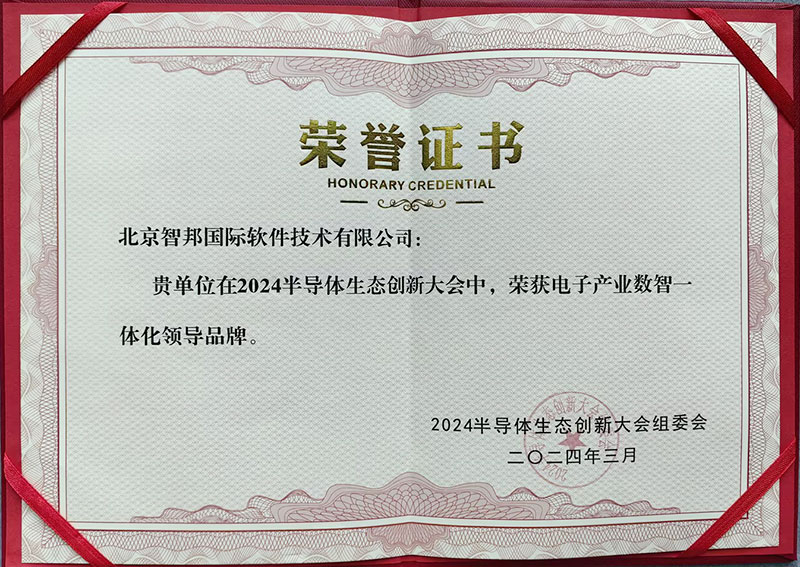 荣誉证书
HONORARY CREDENTIAL
北京智邦国际软件技术有限公司：
贵单位在2024半导体生态创新大会中，荣获电子产业数智一
体化领导品牌。
2024半导体生态创新大会组委会
二〇二四年三月